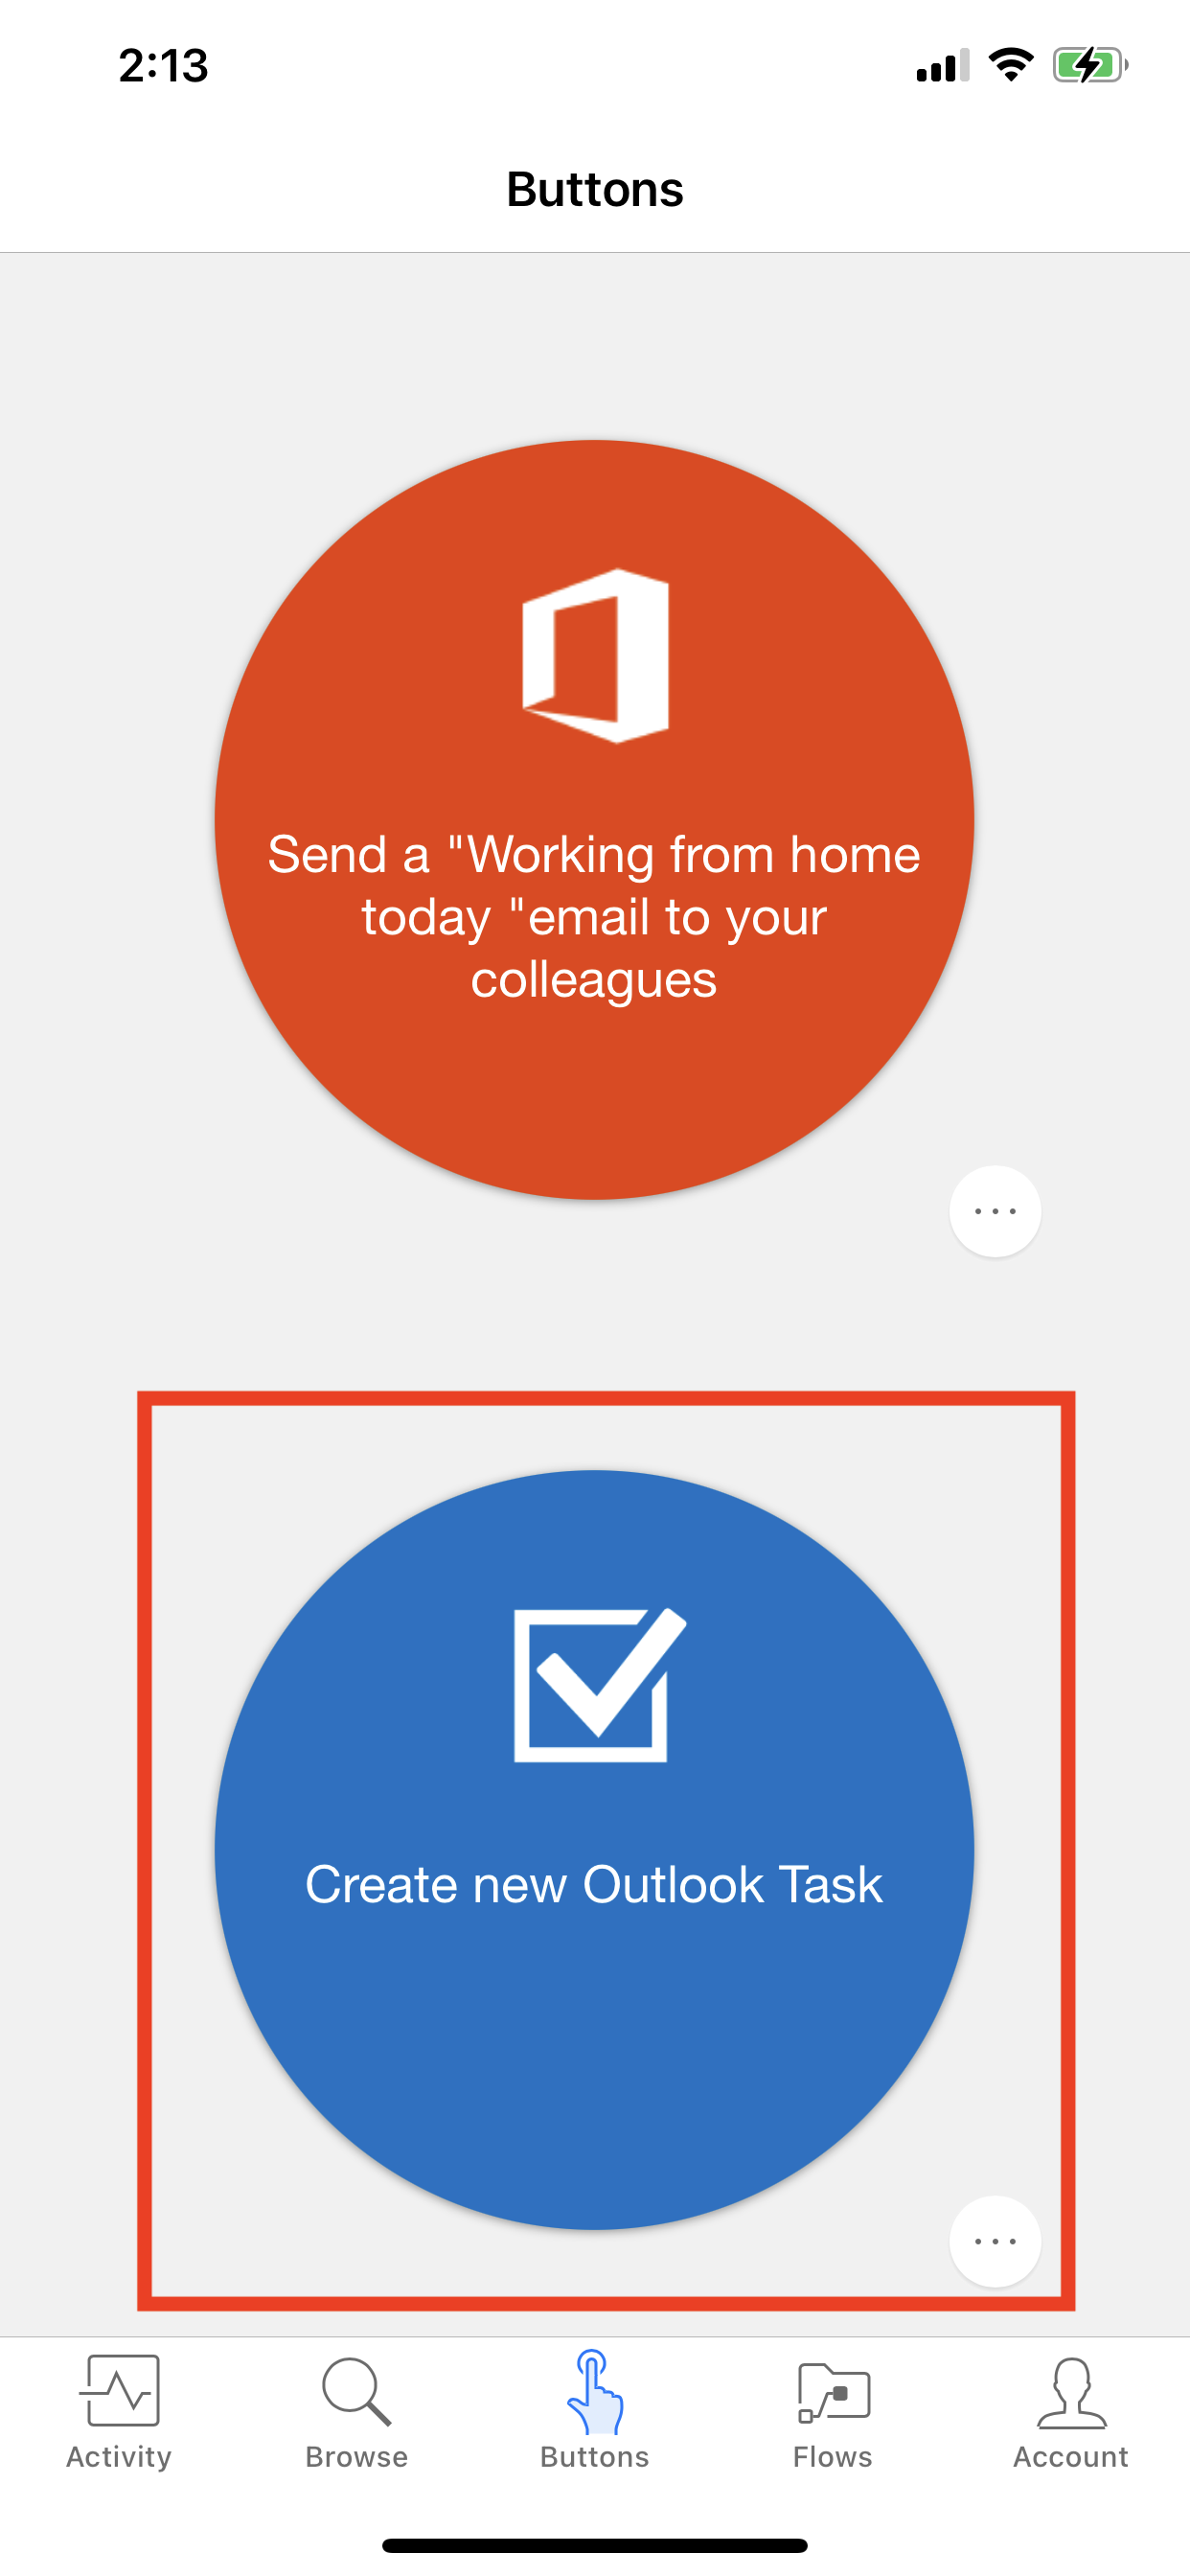 2:13
Buttons
Send a "Working from home
today "email to your
colleagues
Create new Outlook Task
Activity
Browse
Buttons
Flows
Account